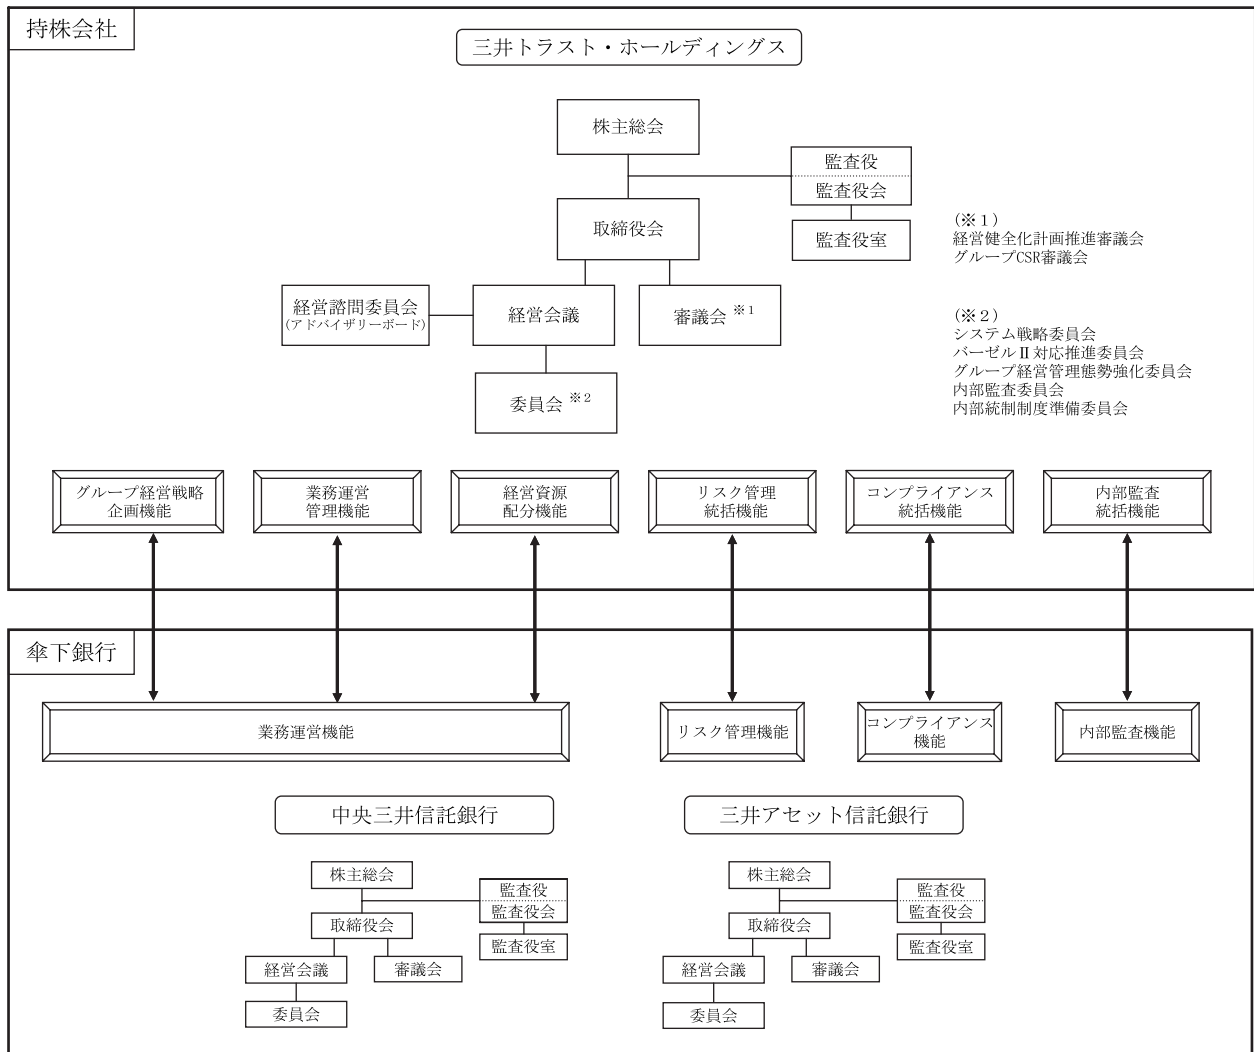 持株会社
三井トラスト・ホールディングス
株主総会
監査役
監査役会
監査役室
取締役会
経営諮問委員会
(アドバイザリーボード)
経営会議
審議会 ※1
委員会 ※2
(※1)
経営健全化計画推進審議会
グループCSR審議会
(※2)
システム戦略委員会
バーゼルⅡ対応推進委員会
グループ経営管理態勢強化委員会
内部監査委員会
内部統制制度準備委員会
グループ経営戦略
企画機能
業務運営
管理機能
経営資源
配分機能
リスク管理
統括機能
コンプライアンス
統括機能
内部監査
統括機能
傘下銀行
業務運営機能
リスク管理機能
コンプライアンス
機能
内部監査機能
中央三井信託銀行
株主総会
監査役
監査役会
取締役会
監査役室
経営会議
審議会
委員会
三井アセット信託銀行
株主総会
監査役
監査役会
取締役会
監査役室
経営会議
審議会
委員会